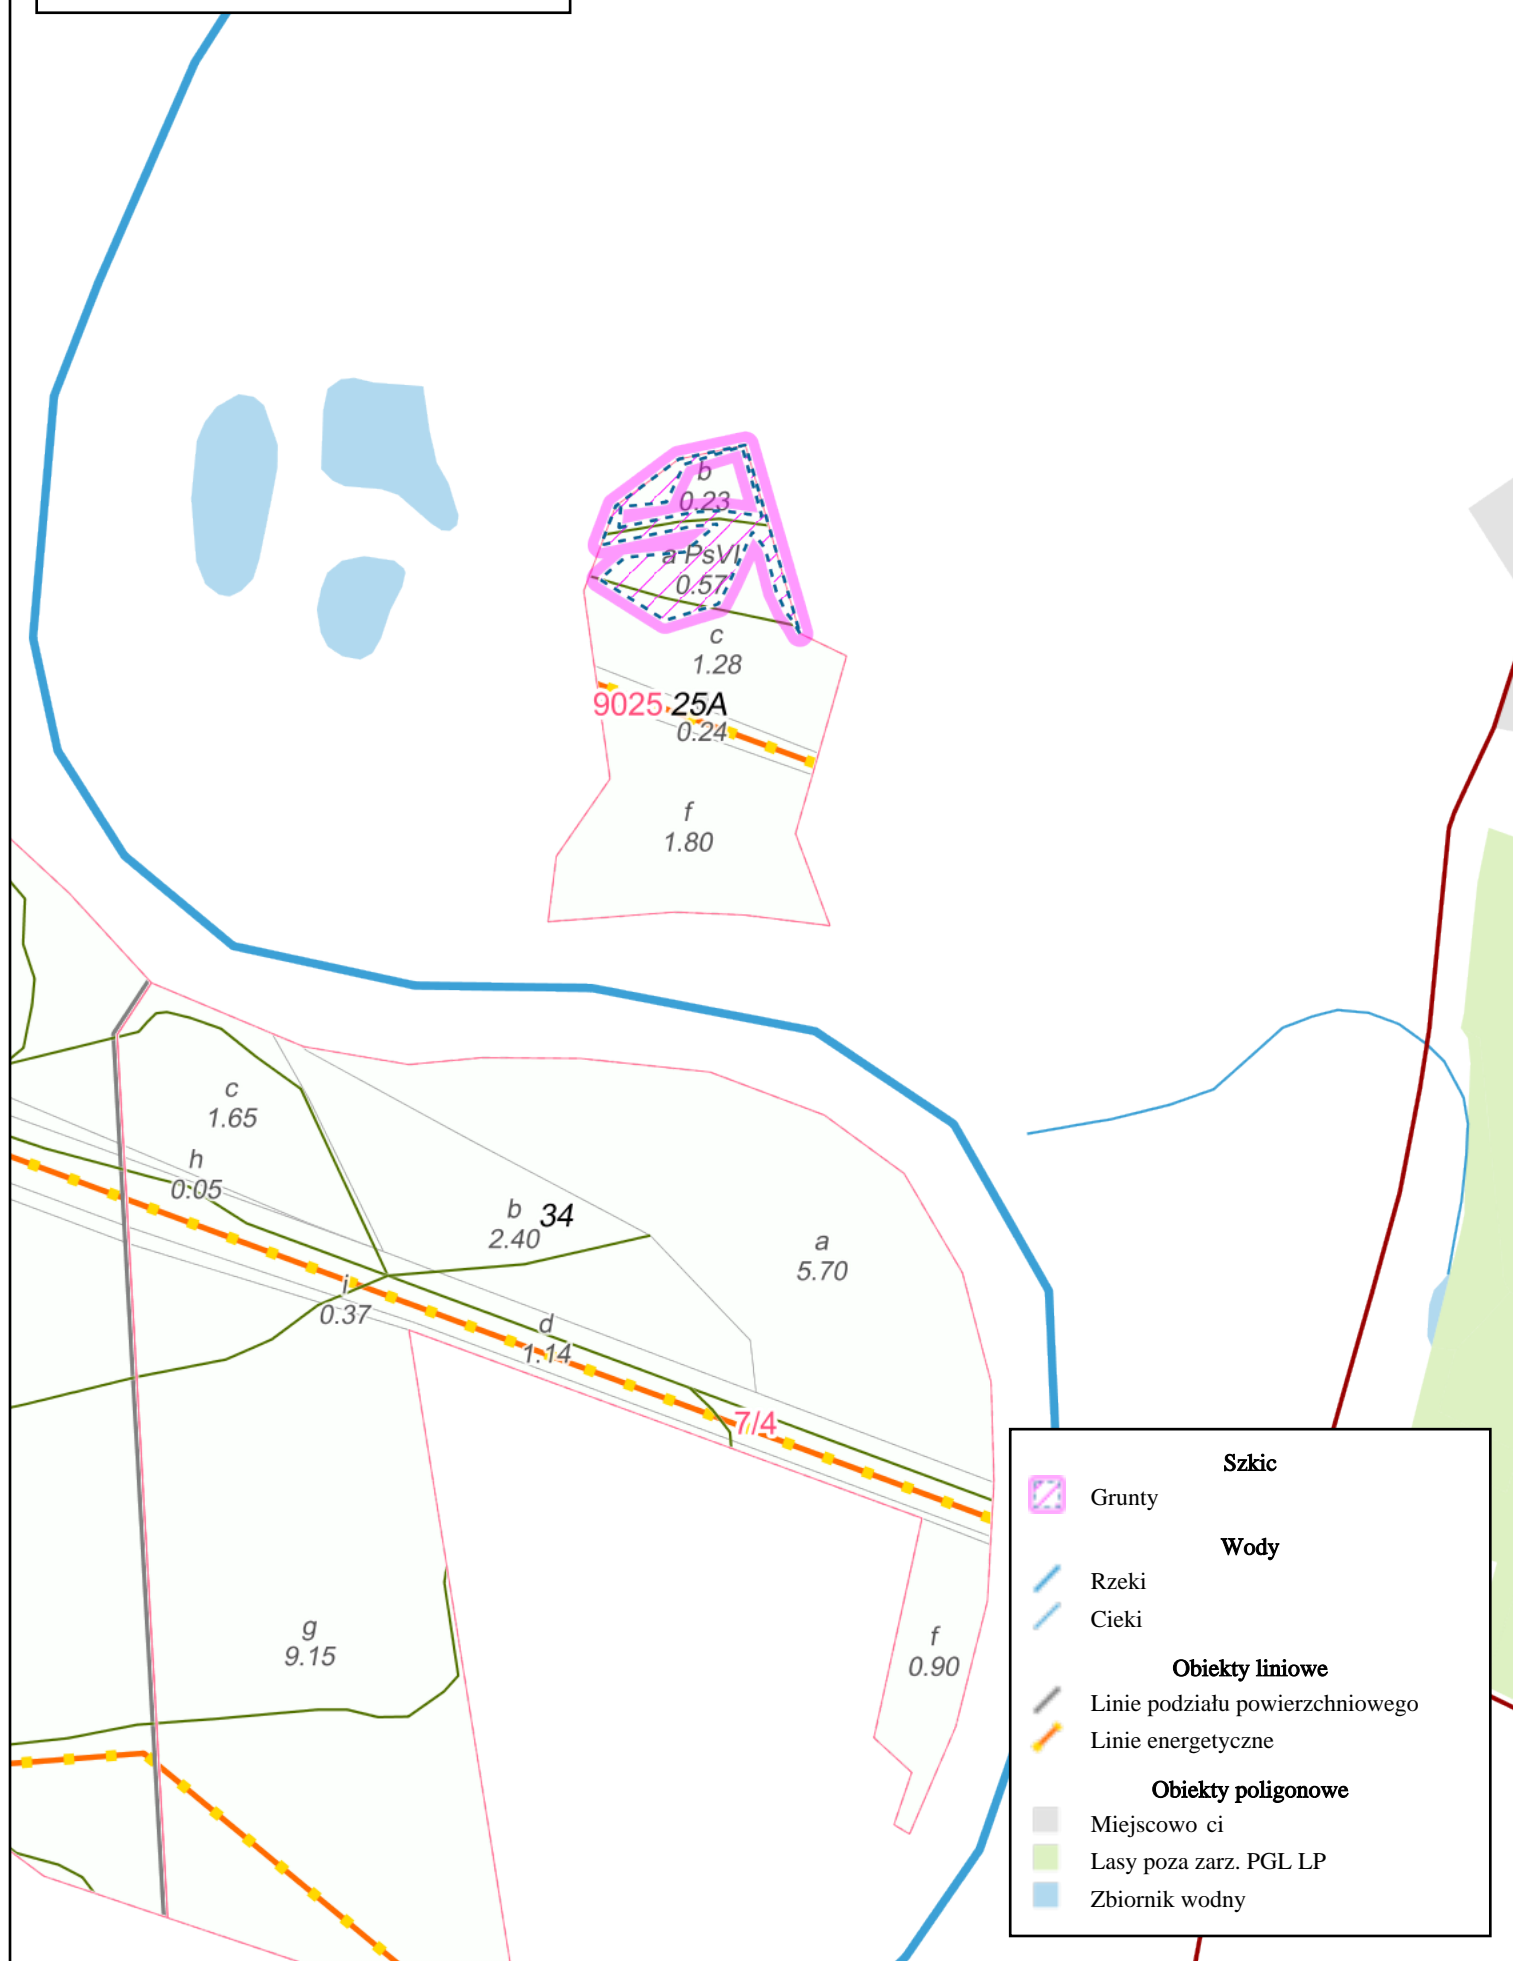 b
0.23
a PsVI
0.57
c
1.28
9025 25A
0.24
f
1.80
c
1.65
h
0.05
b 34
2.40
a
5.70
i
0.37
d
1.14
7/4
g
9.15
f
0.90
Szkic
Grunty
Wody
Rzeki
Cieki
Obiekty liniowe
Linie podziału powierzchniowego
Linie energetyczne
Obiekty poligonowe
Miejscowo ci
Lasy poza zarz. PGL LP
Zbiornik wodny